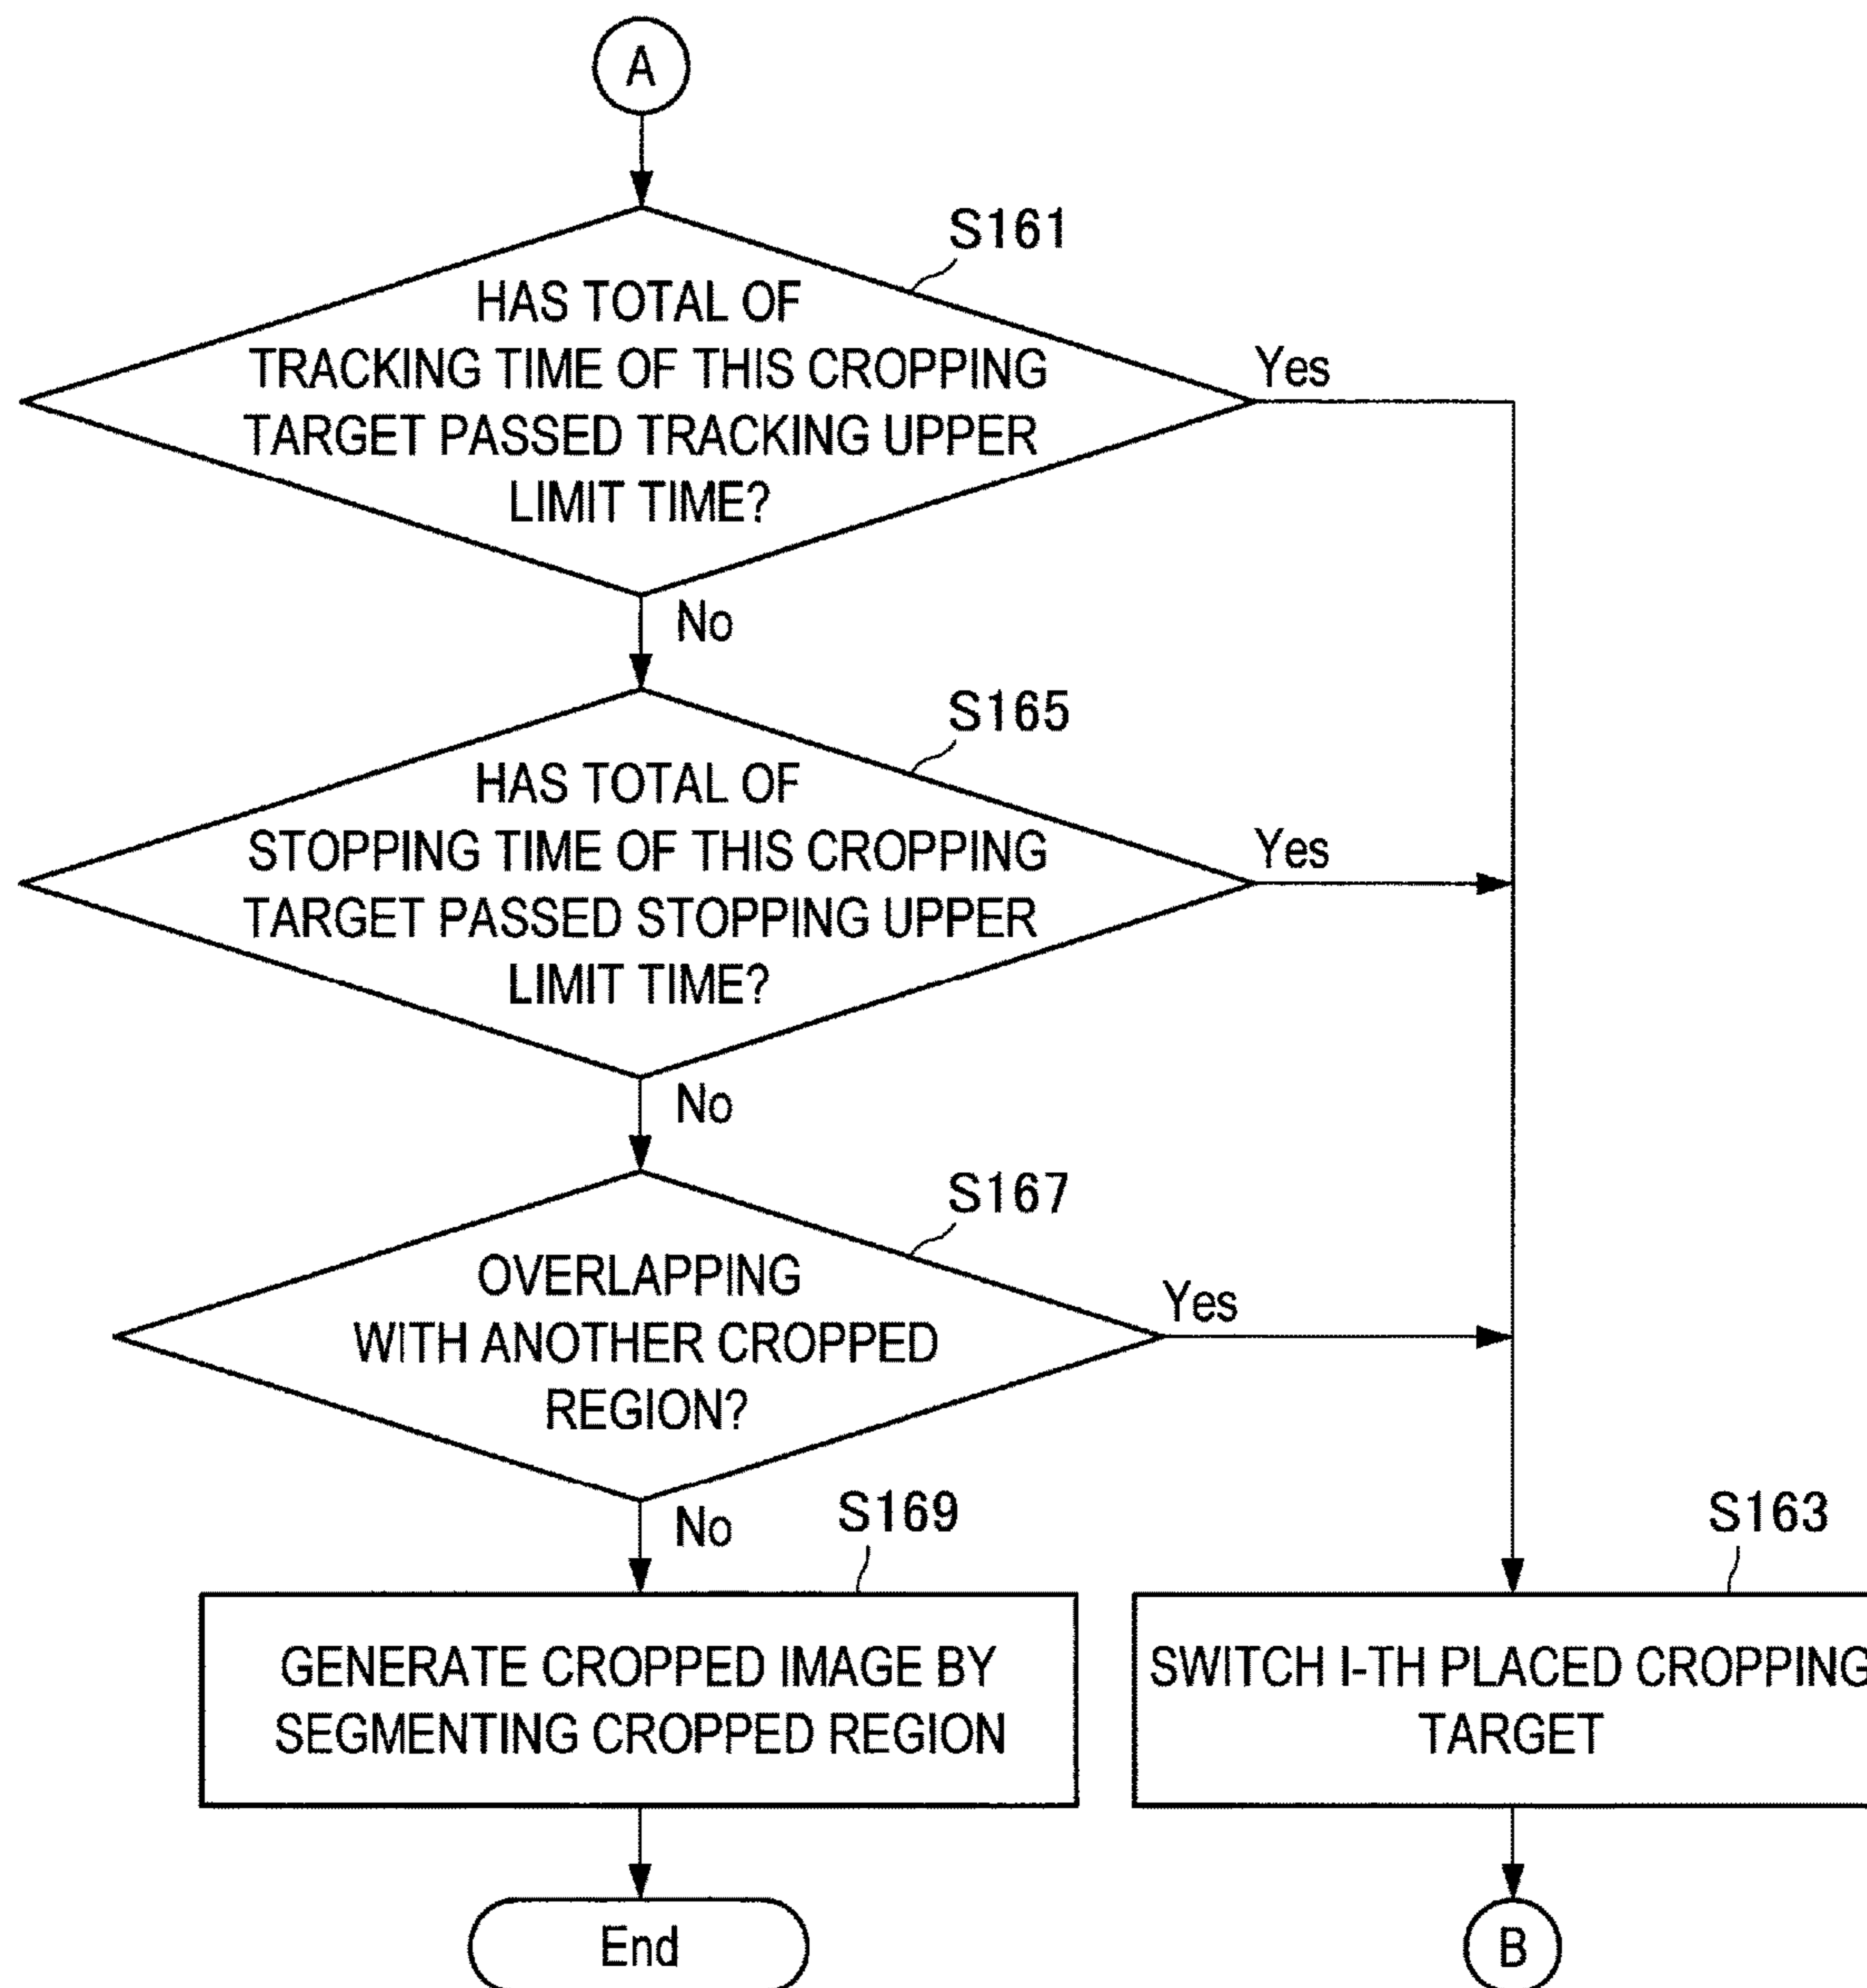 A
S161
HAS TOTAL OF
TRACKING TIME OF THIS CROPPING
TARGET PASSED TRACKING UPPER
LIMIT TIME?
Yes
No
S165
HAS TOTAL OF
STOPPING TIME OF THIS CROPPING
TARGET PASSED STOPPING UPPER
LIMIT TIME?
Yes
No
S167
OVERLAPPING
WITH ANOTHER CROPPED
REGION?
Yes
No
S169
GENERATE CROPPED IMAGE BY
SEGMENTING CROPPED REGION
S163
SWITCH I-TH PLACED CROPPING
TARGET
End
B